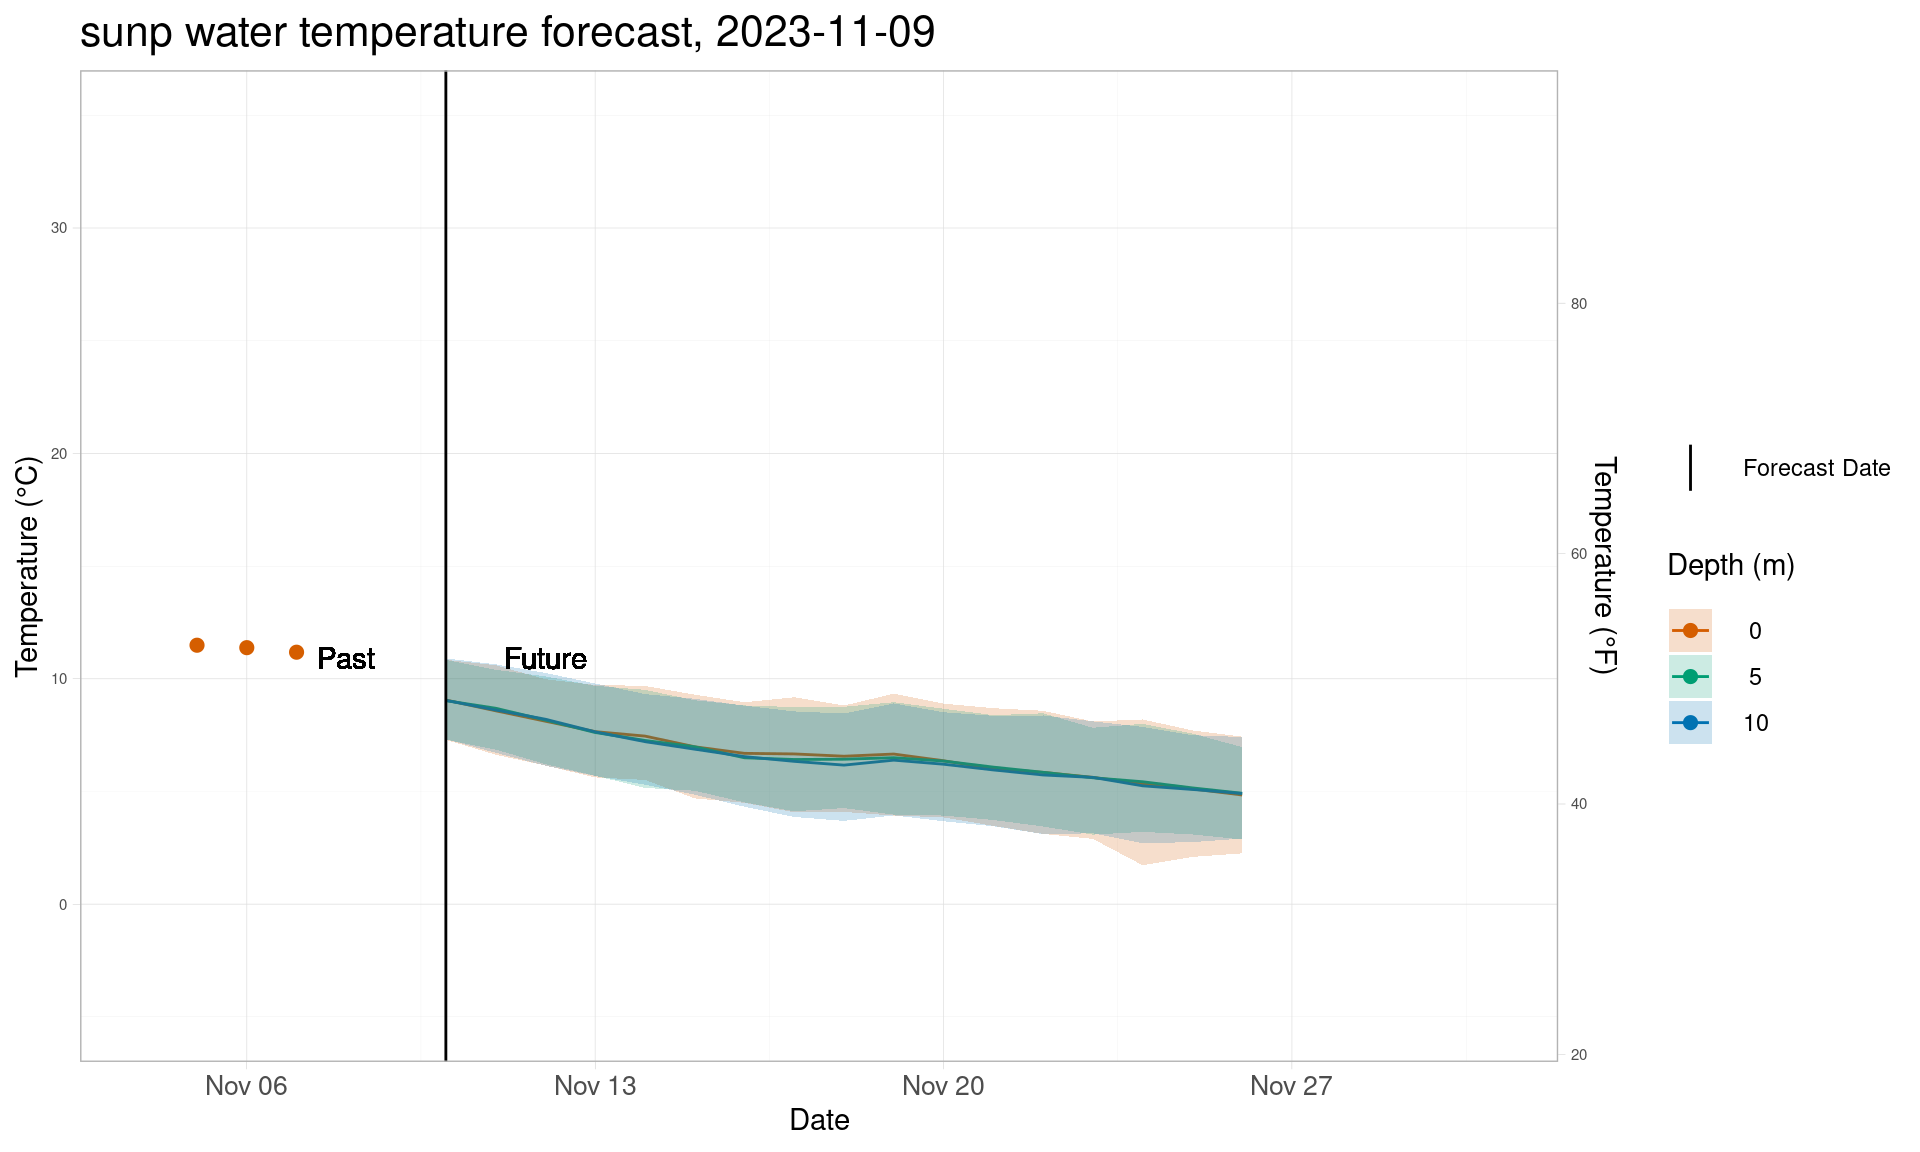 sunp water temperature forecast, 2023-11-09
Temperature (°C)
30
20
10
0
Past
Future
80
60
40
20
Temperature (°F)
Nov 06
Nov 13
Nov 20
Nov 27
Date
Forecast Date
Depth (m)
0
5
10